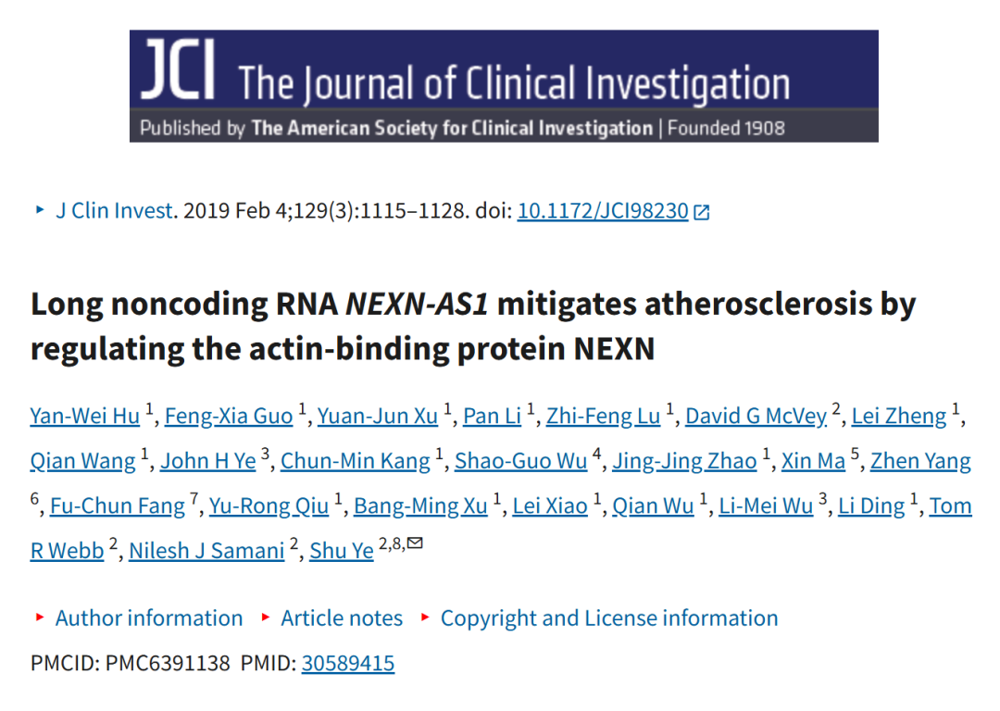 JCI The Journal of Clinical Investigation
Published by The American Society for Clinical Investigation | Founded 1908
‣ J Clin Invest. 2019 Feb 4;129(3):1115–1128. doi: 10.1172/JCI98230
Long noncoding RNA NEXN-AS1 mitigates atherosclerosis by
regulating the actin-binding protein NEXN
Yan-Wei Hu 1, Feng-Xia Guo 1, Yuan-Jun Xu 1, Pan Li 1, Zhi-Feng Lu 1, David G McVey 2, Lei Zheng 1,
Qian Wang 1, John H Ye 3, Chun-Min Kang 1, Shao-Guo Wu 4, Jing-Jing Zhao 1, Xin Ma 5, Zhen Yang
6, Fu-Chun Fang 7, Yu-Rong Qiu 1, Bang-Ming Xu 1, Lei Xiao 1, Qian Wu 1, Li-Mei Wu 3, Li Ding 1, Tom
R Webb 2, Nilesh J Samani 2, Shu Ye 2,8,✉
‣ Author information ‣ Article notes ‣ Copyright and License information
PMCID: PMC6391138 PMID: 30589415